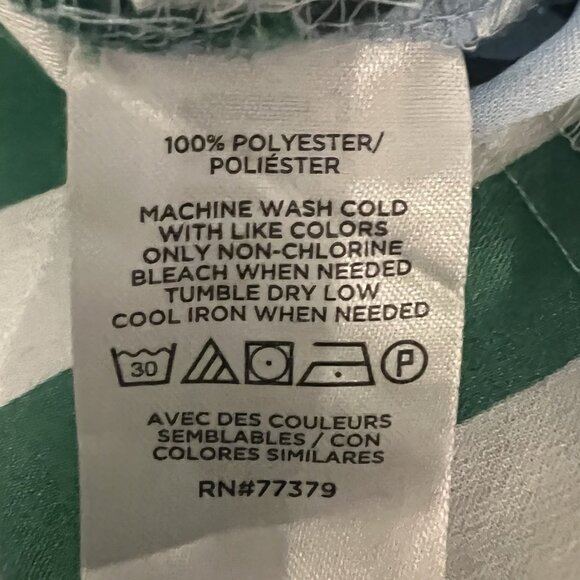 100% POLYESTER/
POLIÉSTER
MACHINE WASH COLD
WITH LIKE COLORS
ONLY NON-CHLORINE
BLEACH WHEN NEEDED
TUMBLE DRY LOW
COOL IRON WHEN NEEDED
30 P
AVEC DES COULEURS
SEMBLABLES / CON
COLORES SIMILARES
RN#77379